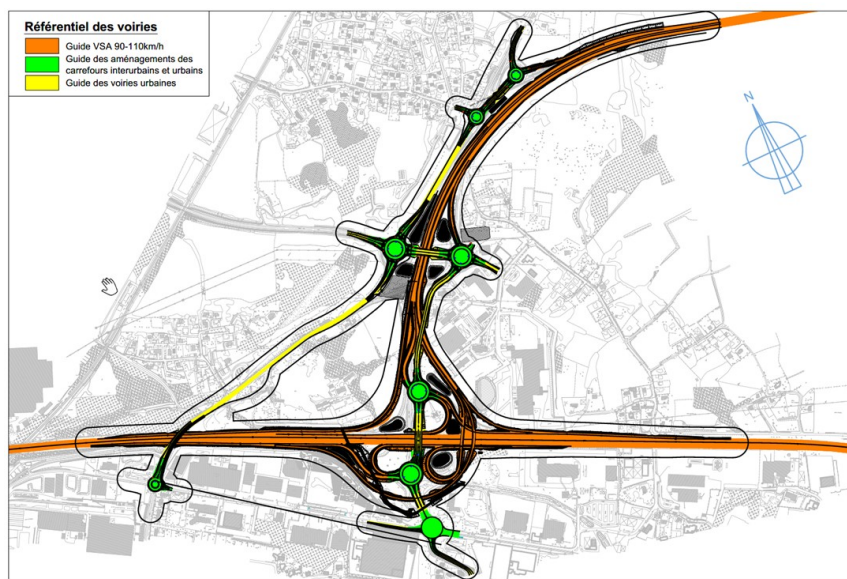 Référentiel des voiries
Guide VSA 90-110km/h
Guide des aménagements des
carrefours interurbains et urbains
Guide des voiries urbaines
N